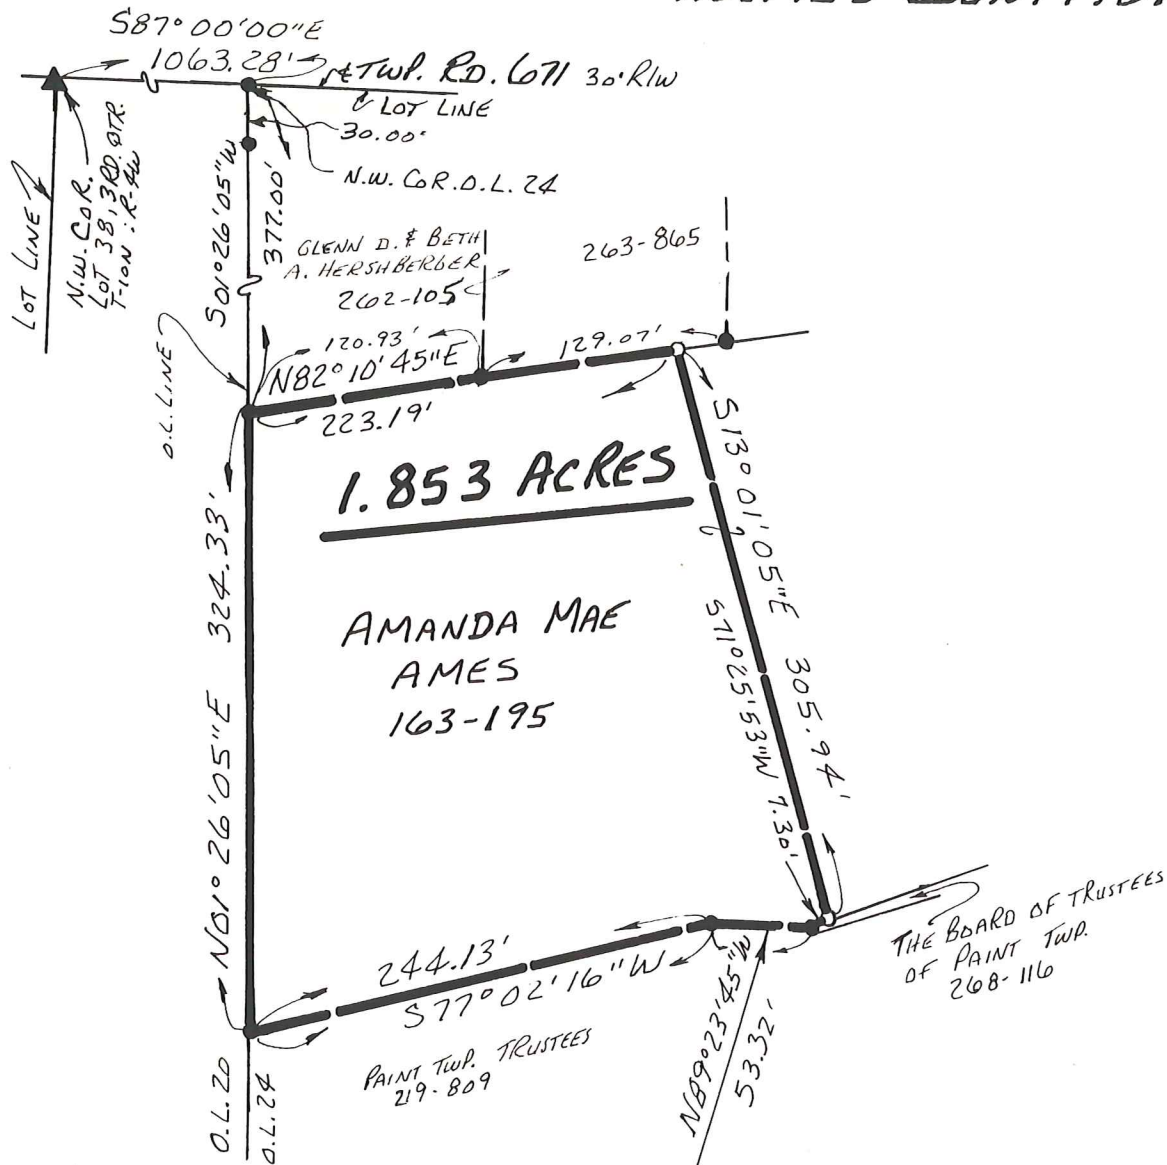 S87°00'00"E
1063.28'
℄ TWP. RD. 671 30' R/W
℄ LOT LINE
30.00'
N.W. COR. O.L. 24
LOT LINE
N.W. COR.
LOT 38, 3RD. QTR.
T-10N; R-4W
S01°26'05"W
377.00'
GLENN D. & BETH
A. HERSHBERGER
262-105
263-865
O.L. LINE
120.93'
129.07'
N82°10'45"E
223.19'
1.853 ACRES
AMANDA MAE
AMES
163-195
N01°26'05"E 324.33'
S13°01'05"E 305.94'
S71°25'53"W 7.30'
244.13'
S77°02'16"W
PAINT TWP. TRUSTEES
219-809
N89°23'45"W
53.32'
THE BOARD OF TRUSTEES
OF PAINT TWP.
268-116
O.L. 20
O.L. 24